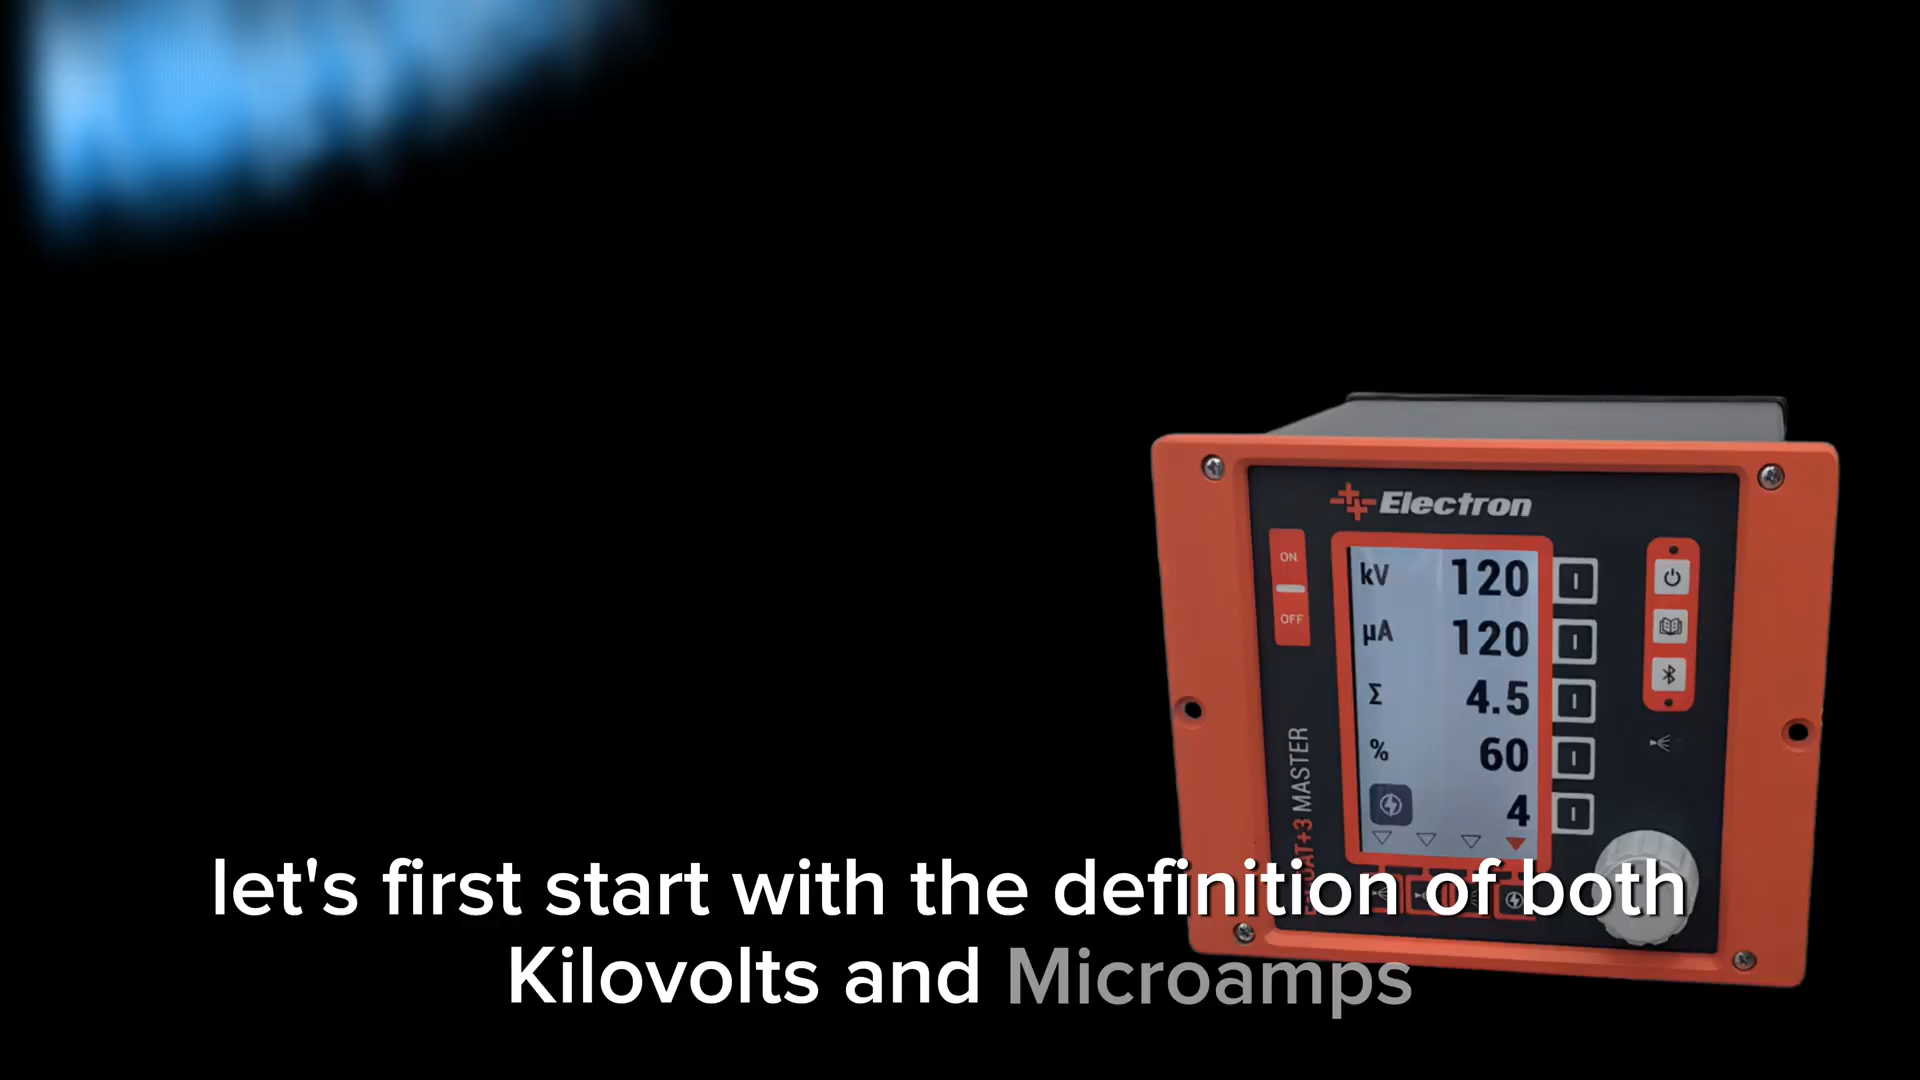 Electron
ON
OFF
kV 120
µA 120
Σ 4.5
% 60
4
+3 MASTER
let's first start with the definition of both
Kilovolts and Microamps